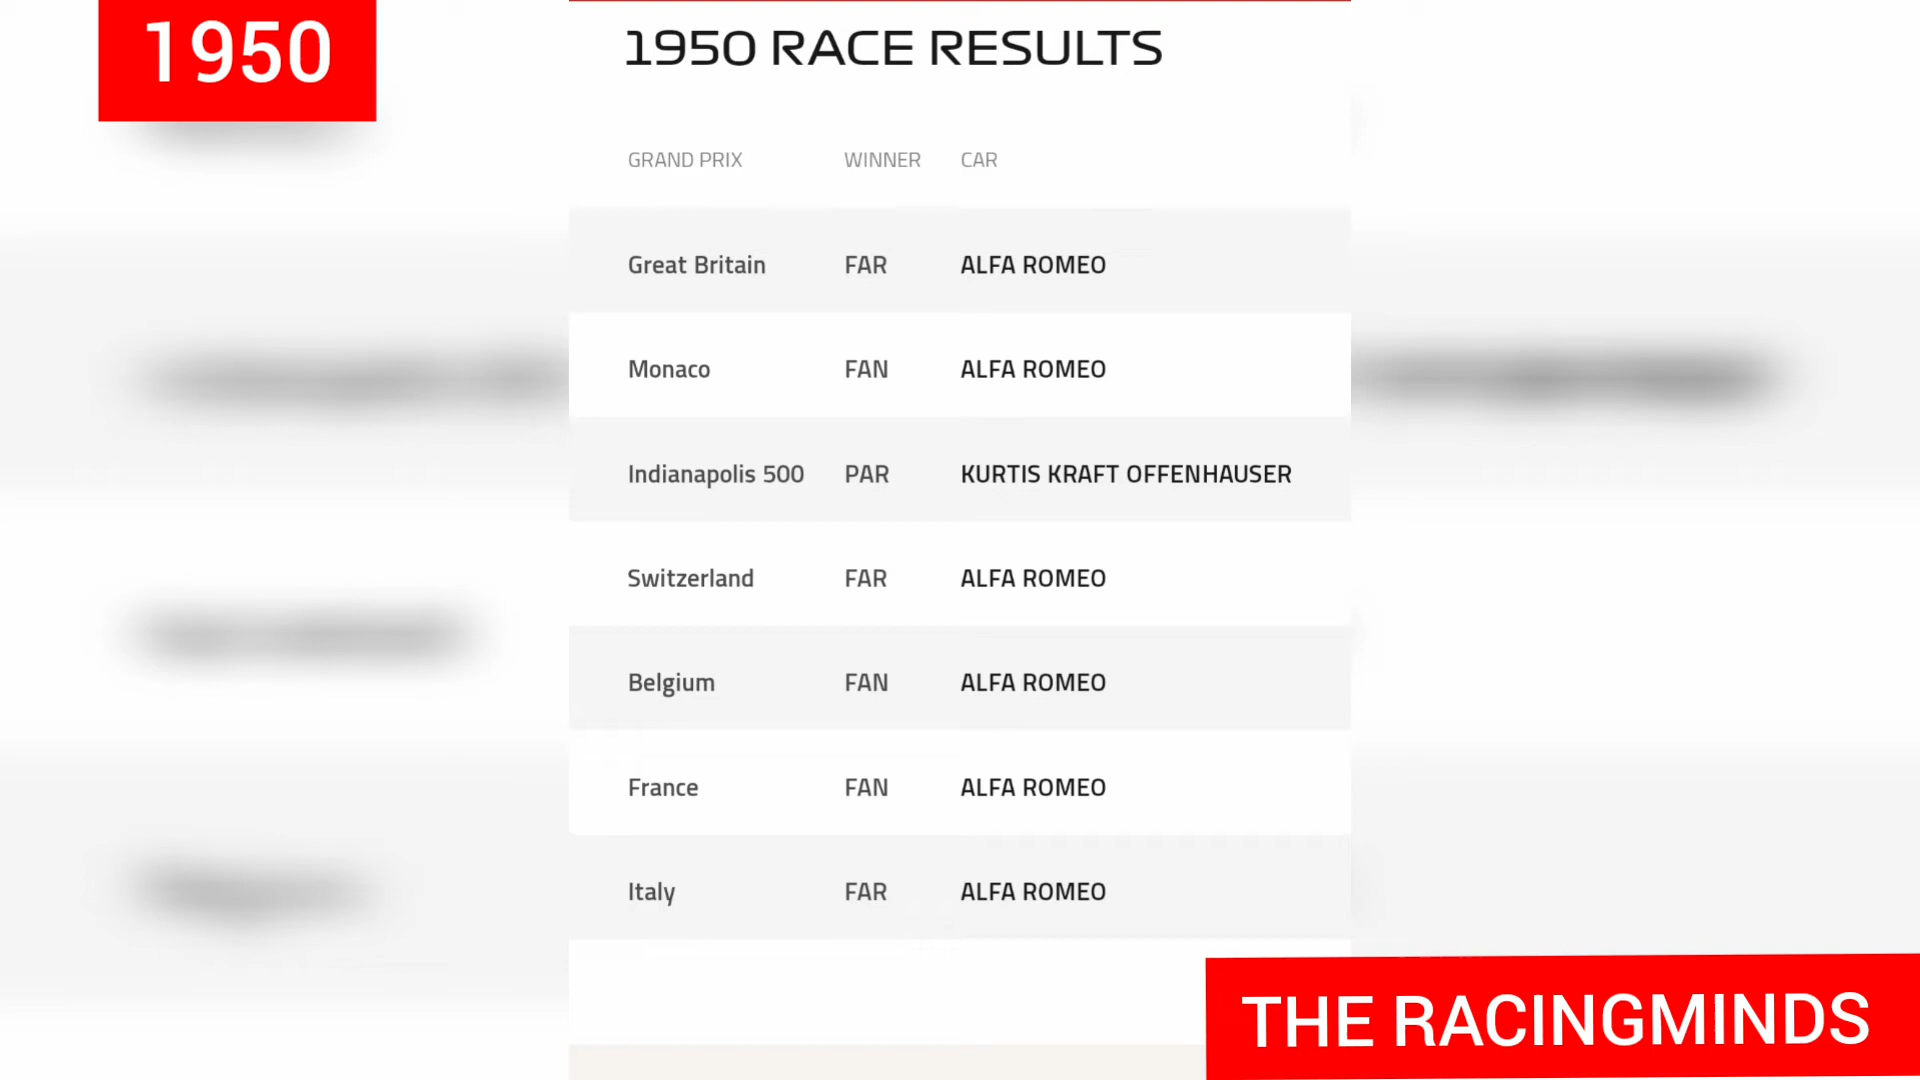 1950
1950 RACE RESULTS
GRAND PRIX WINNER CAR
Great Britain FAR ALFA ROMEO
Monaco FAN ALFA ROMEO
Indianapolis 500 PAR KURTIS KRAFT OFFENHAUSER
Switzerland FAR ALFA ROMEO
Belgium FAN ALFA ROMEO
France FAN ALFA ROMEO
Italy FAR ALFA ROMEO
THE RACINGMINDS